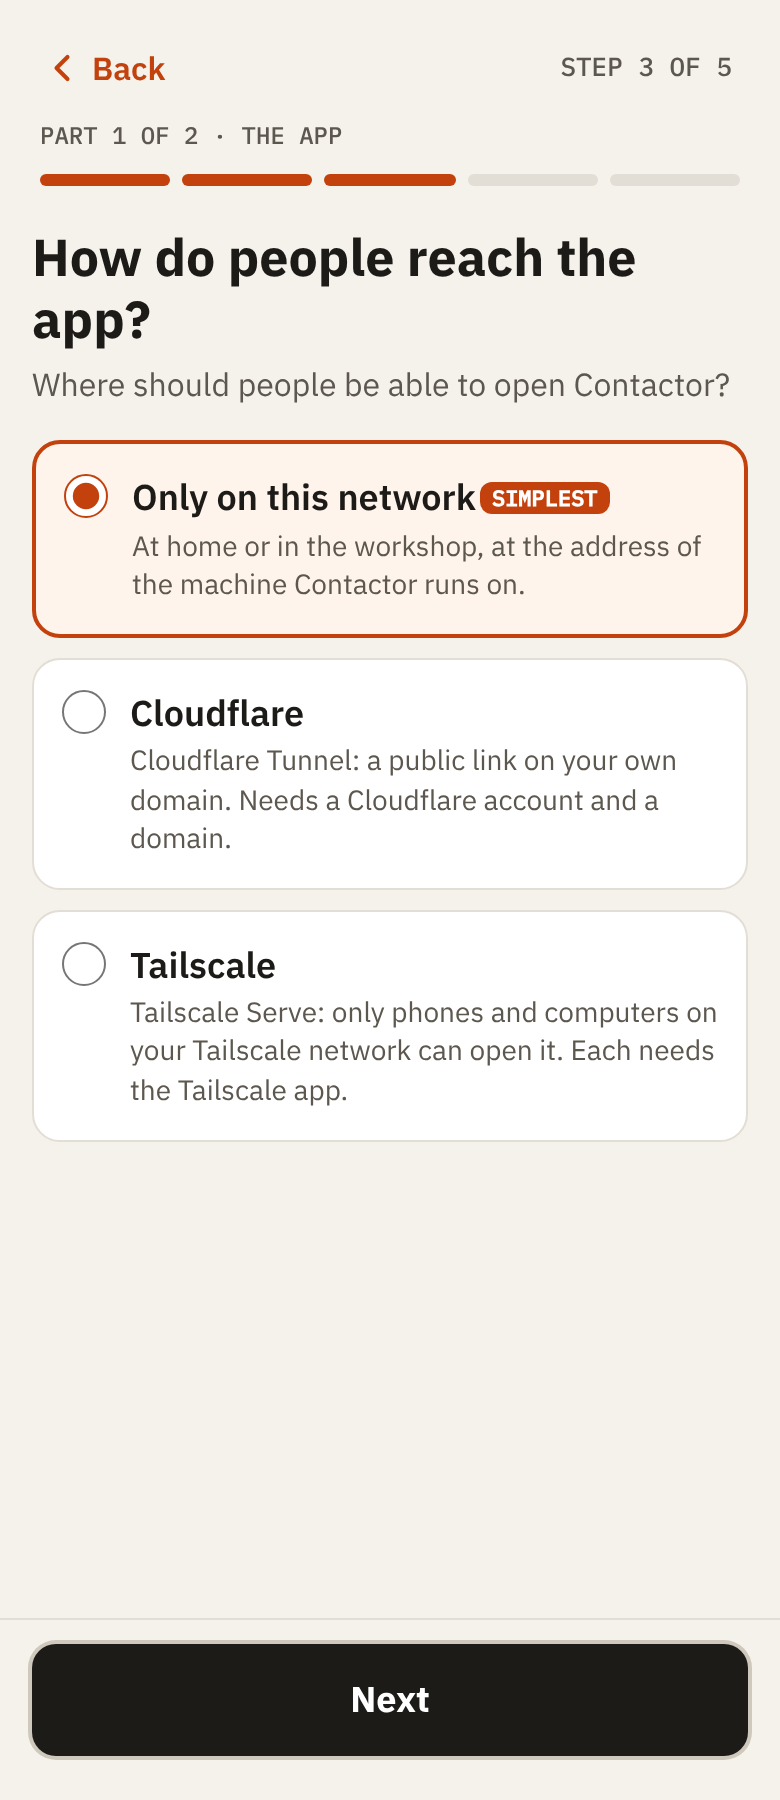 Back
STEP 3 OF 5
PART 1 OF 2 · THE APP
How do people reach the
app?
Where should people be able to open Contactor?
Only on this network SIMPLEST
At home or in the workshop, at the address of
the machine Contactor runs on.
Cloudflare
Cloudflare Tunnel: a public link on your own
domain. Needs a Cloudflare account and a
domain.
Tailscale
Tailscale Serve: only phones and computers on
your Tailscale network can open it. Each needs
the Tailscale app.
Next